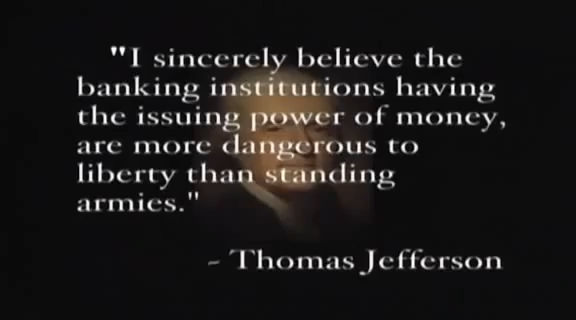 "I sincerely believe the
banking institutions having
the issuing power of money,
are more dangerous to
liberty than standing
armies."
- Thomas Jefferson